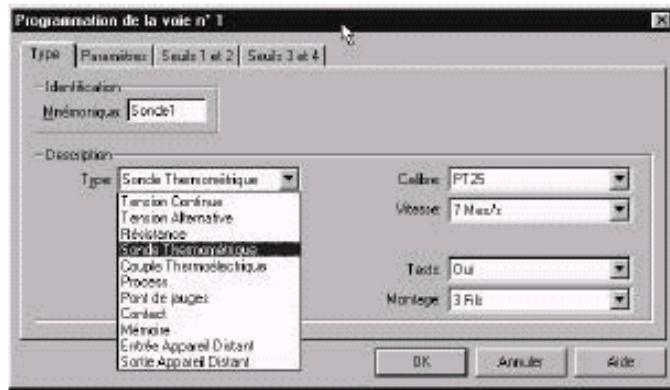 Programmation de la voie n° 1
Type Paramètres Seuils 1 et 2 Seuils 3 et 4
Identification
Mnémonique: Sonde1
Description
Type: Sonde Thermométrique
Calibre: PT25
Tension Continue
Vitesse: 7 Mes/s
Tension Alternative
Résistance
Sonde Thermométrique
Couple Thermoélectrique
Tests: Oui
Process
Pont de jauges
Montage: 3 Fils
Contact
Mémoire
Entrée Appareil Distant
Sortie Appareil Distant
OK Annuler Aide